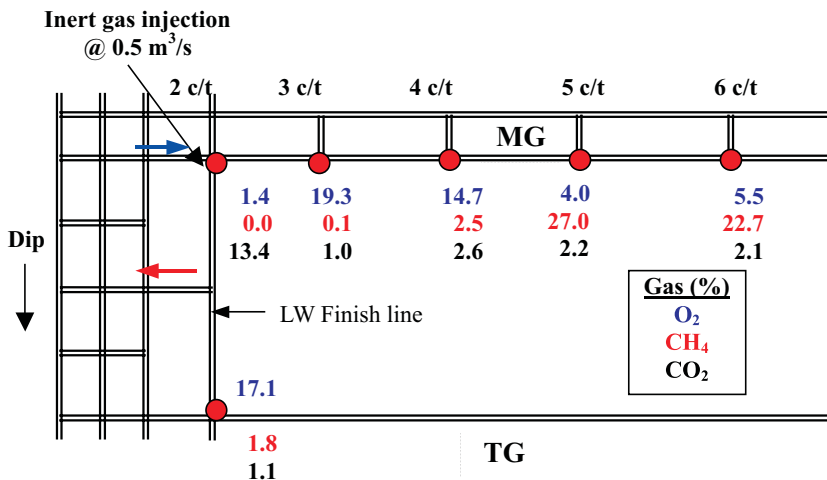 Inert gas injection
@ 0.5 m³/s
2 c/t 3 c/t 4 c/t 5 c/t 6 c/t
MG
1.4 19.3 14.7 4.0 5.5
0.0 0.1 2.5 27.0 22.7
13.4 1.0 2.6 2.2 2.1
Dip
Gas (%)
O₂
CH₄
CO₂
LW Finish line
17.1
1.8
1.1
TG